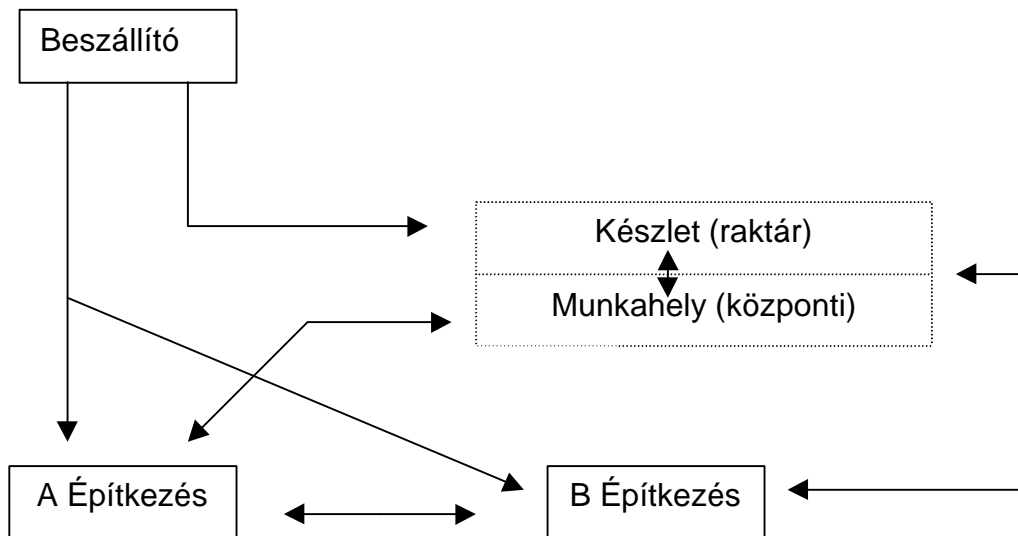 Beszállító
Készlet (raktár)
Munkahely (központi)
A Építkezés
B Építkezés